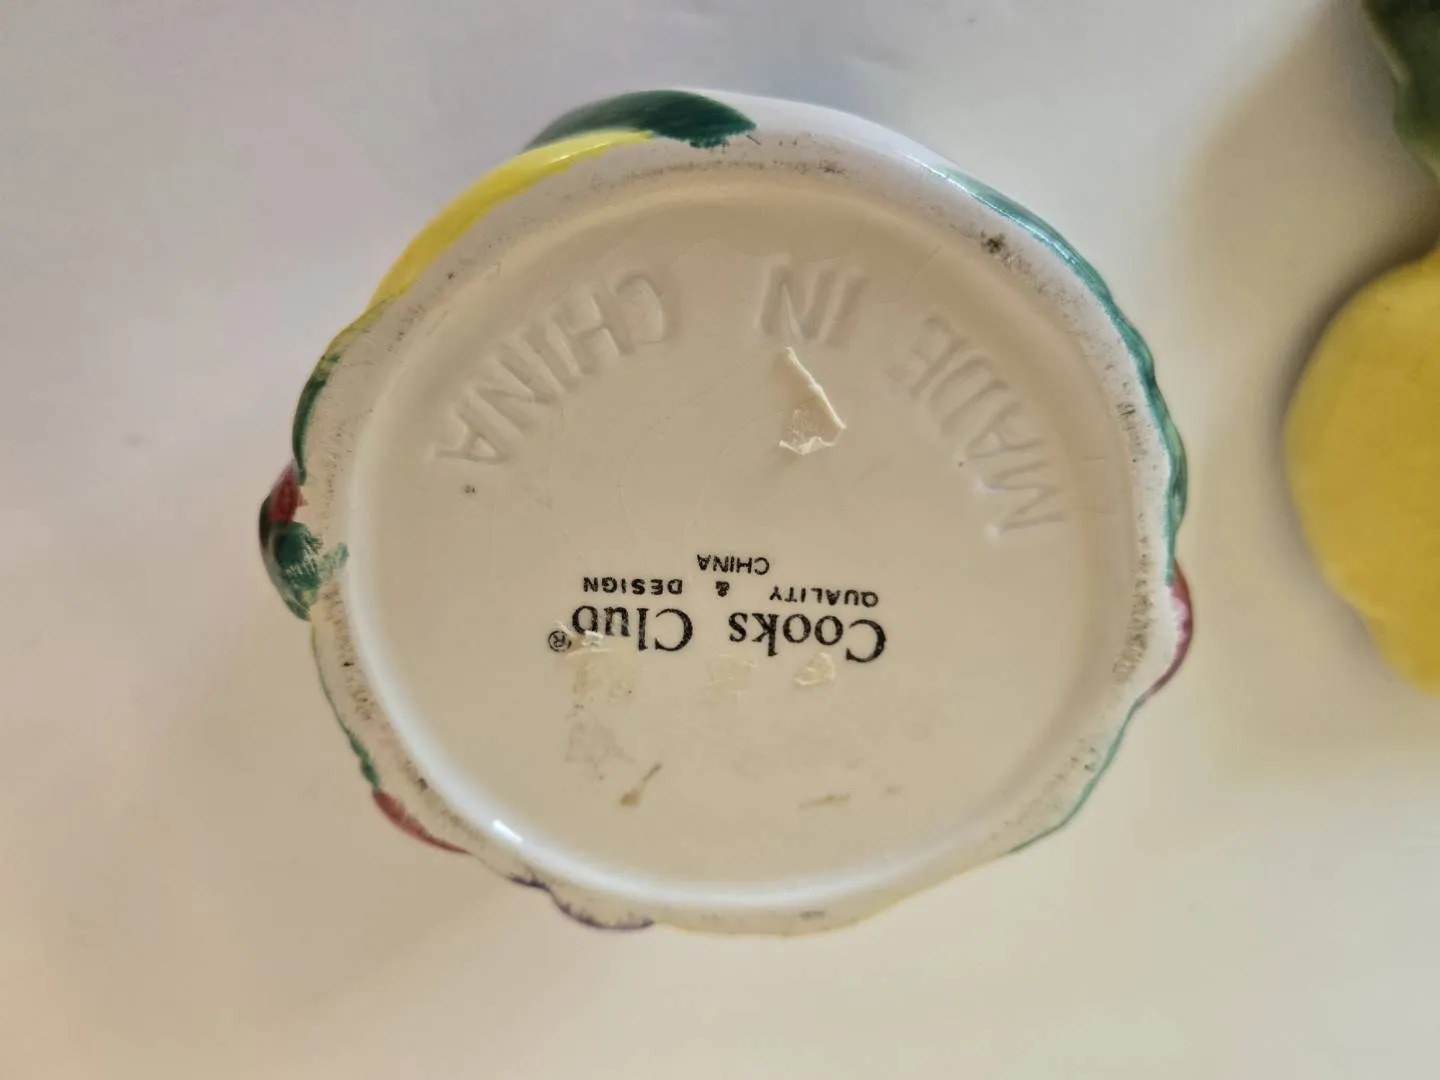 Cooks Club®
QUALITY & DESIGN
CHINA
MADE IN CHINA